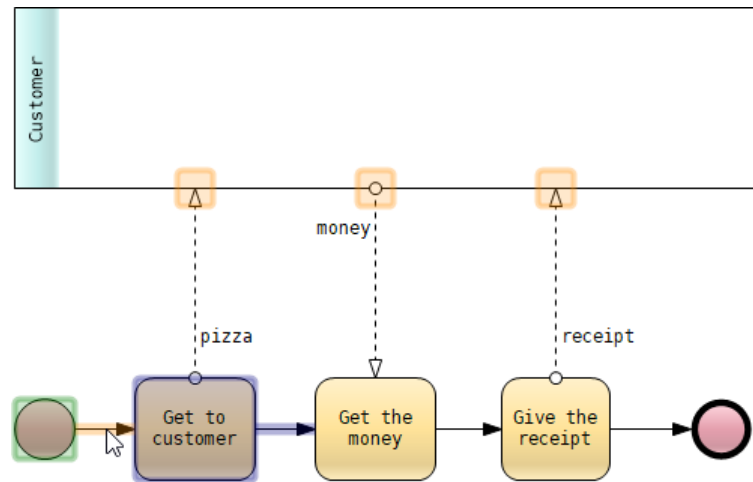 Customer
money
pizza
receipt
Get to
customer
Get the
money
Give the
receipt